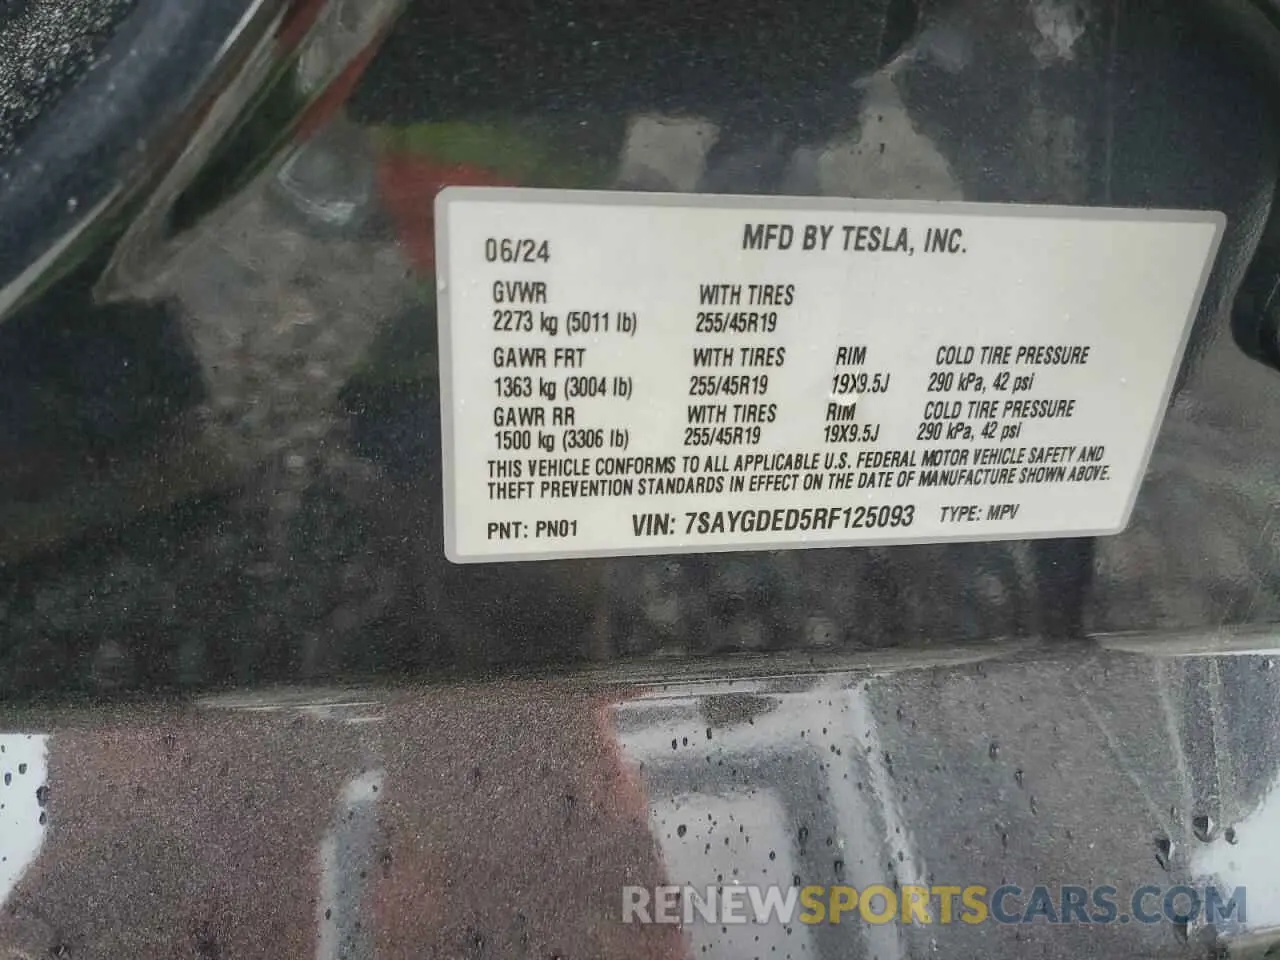 06/24 MFD BY TESLA, INC.
GVWR WITH TIRES
2273 kg (5011 lb) 255/45R19
GAWR FRT WITH TIRES RIM COLD TIRE PRESSURE
1363 kg (3004 lb) 255/45R19 19X9.5J 290 kPa, 42 psi
GAWR RR WITH TIRES RIM COLD TIRE PRESSURE
1500 kg (3306 lb) 255/45R19 19X9.5J 290 kPa, 42 psi
THIS VEHICLE CONFORMS TO ALL APPLICABLE U.S. FEDERAL MOTOR VEHICLE SAFETY AND
THEFT PREVENTION STANDARDS IN EFFECT ON THE DATE OF MANUFACTURE SHOWN ABOVE.
PNT: PN01 VIN: 7SAYGDED5RF125093 TYPE: MPV
RENEWSPORTSCARS.COM